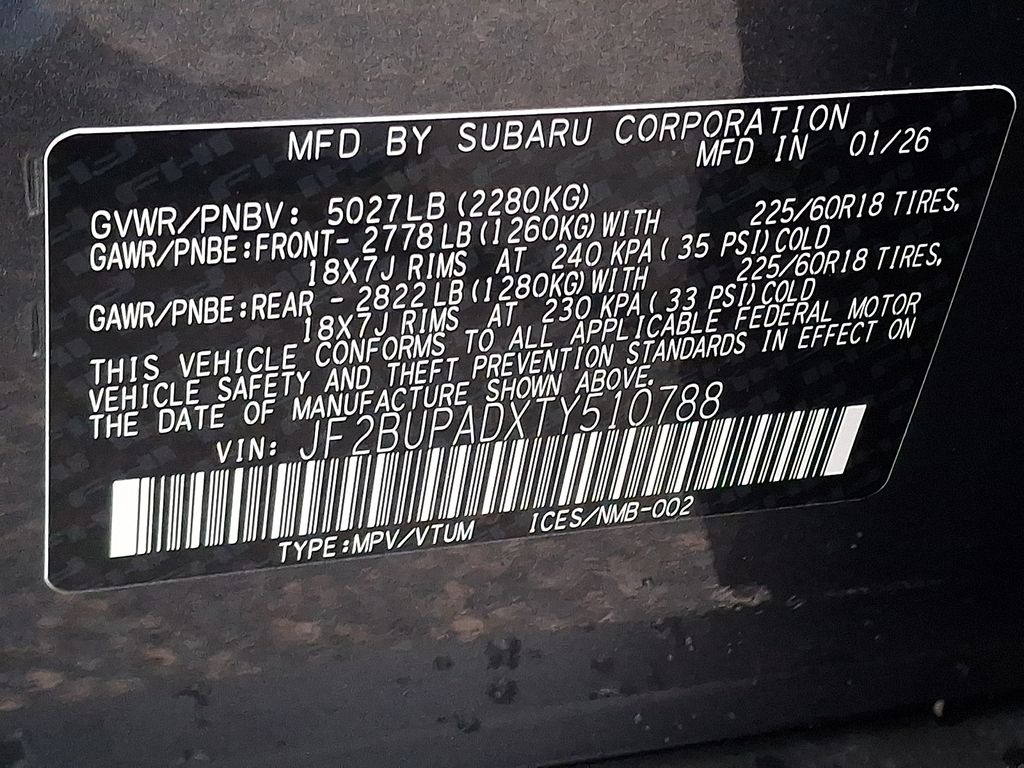 MFD BY SUBARU CORPORATION
MFD IN 01/26
GVWR/PNBV: 5027LB (2280KG)
GAWR/PNBE:FRONT- 2778 LB (1260KG) WITH 225/60R18 TIRES,
18X7J RIMS AT 240 KPA ( 35 PSI) COLD
GAWR/PNBE:REAR - 2822 LB (1280KG) WITH 225/60R18 TIRES,
18X7J RIMS AT 230 KPA ( 33 PSI) COLD
THIS VEHICLE CONFORMS TO ALL APPLICABLE FEDERAL MOTOR
VEHICLE SAFETY AND THEFT PREVENTION STANDARDS IN EFFECT ON
THE DATE OF MANUFACTURE SHOWN ABOVE.
VIN: JF2BUPADXTY510788
TYPE:MPV/VTUM ICES/NMB-002